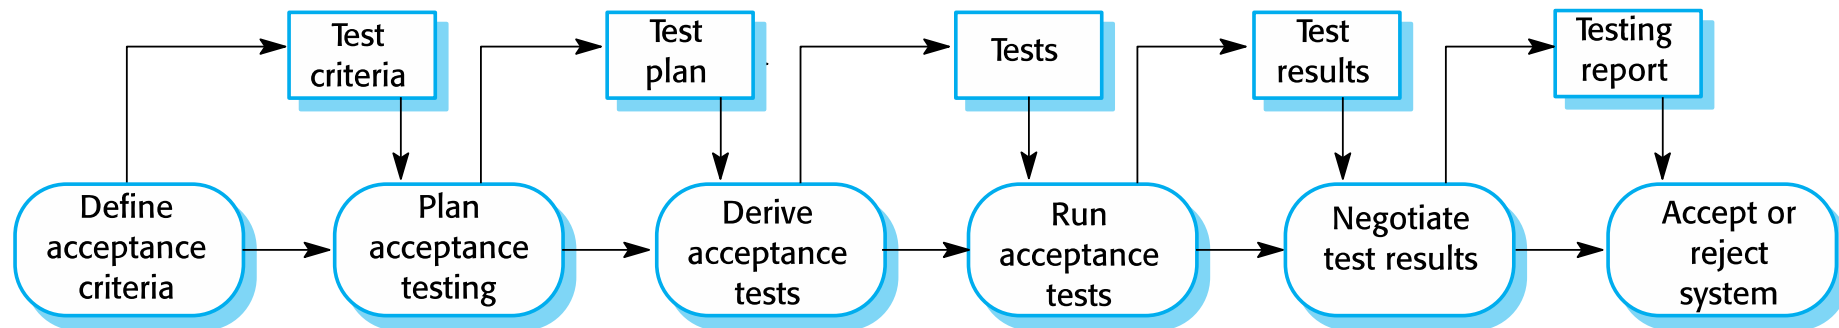 Test
criteria
Test
plan
Tests
Test
results
Testing
report
Define
acceptance
criteria
Plan
acceptance
testing
Derive
acceptance
tests
Run
acceptance
tests
Negotiate
test results
Accept or
reject
system